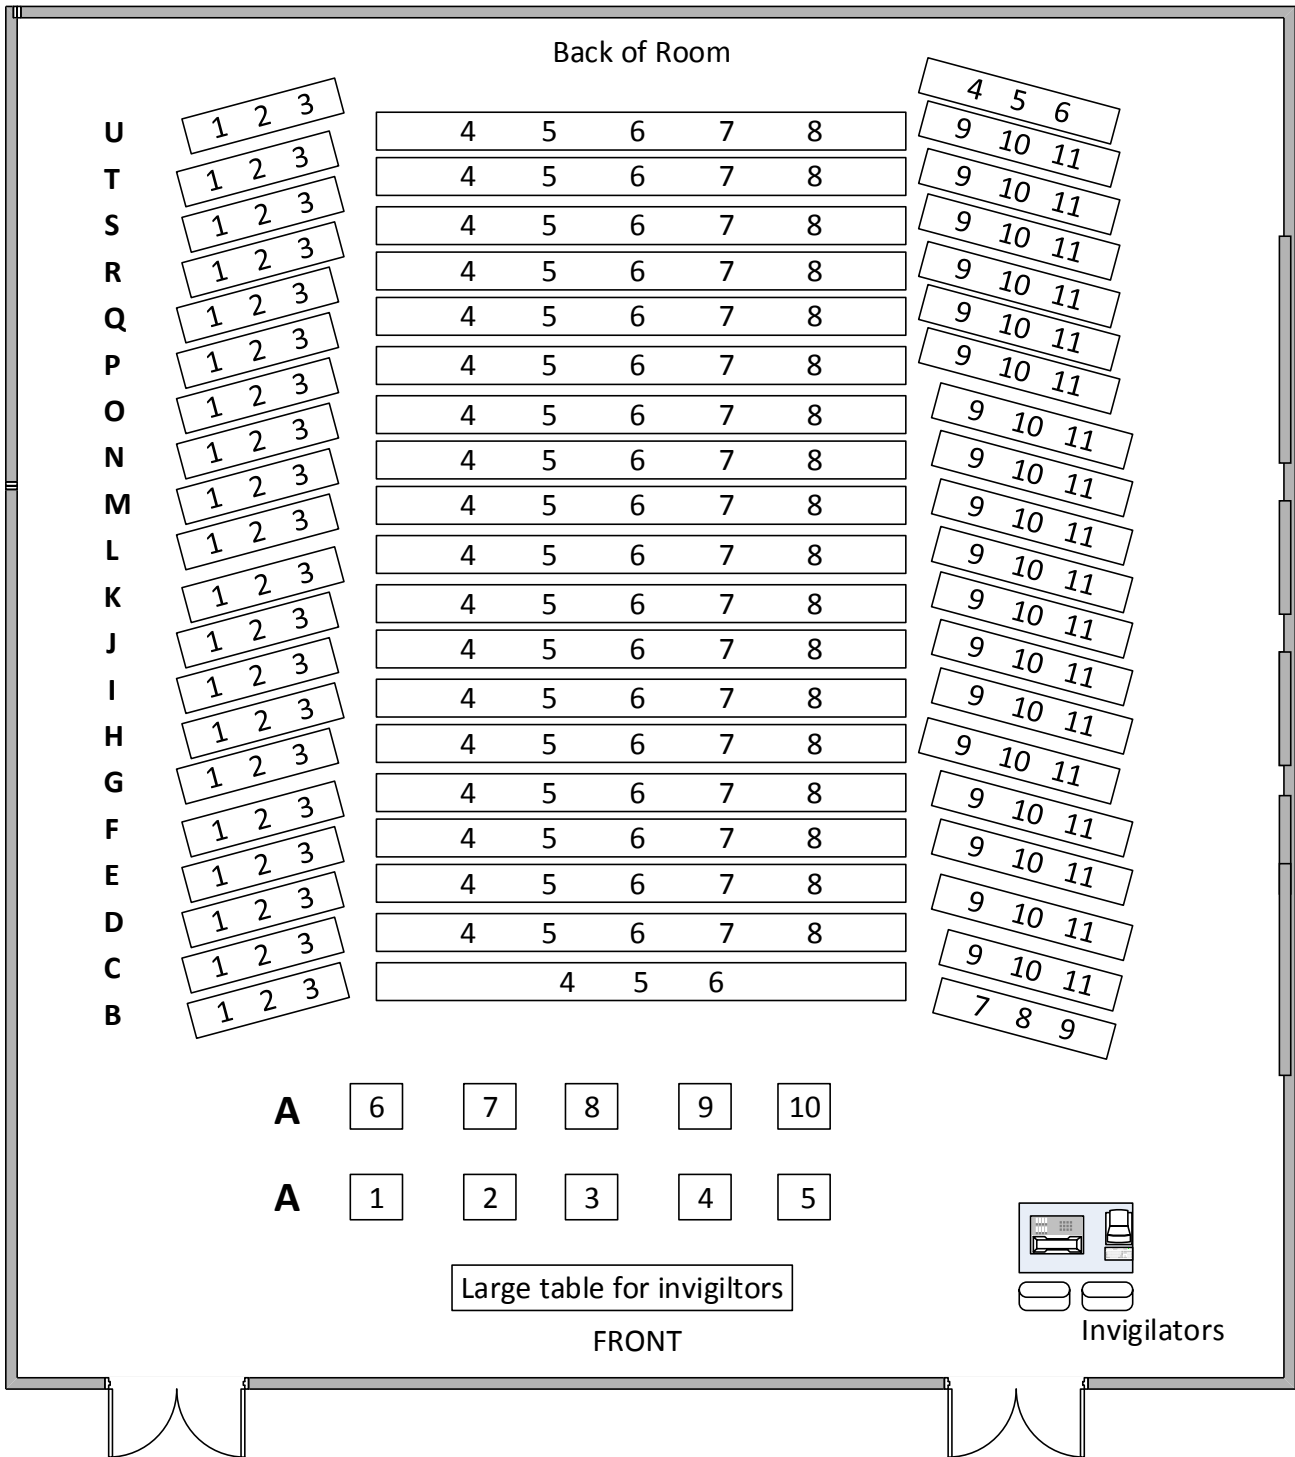 Back of Room
U 1 2 3 4 5 6
T 1 2 3 4 5 6 7 8 9 10 11
S 1 2 3 4 5 6 7 8 9 10 11
R 1 2 3 4 5 6 7 8 9 10 11
Q 1 2 3 4 5 6 7 8 9 10 11
P 1 2 3 4 5 6 7 8 9 10 11
O 1 2 3 4 5 6 7 8 9 10 11
N 1 2 3 4 5 6 7 8 9 10 11
M 1 2 3 4 5 6 7 8 9 10 11
L 1 2 3 4 5 6 7 8 9 10 11
K 1 2 3 4 5 6 7 8 9 10 11
J 1 2 3 4 5 6 7 8 9 10 11
I 1 2 3 4 5 6 7 8 9 10 11
H 1 2 3 4 5 6 7 8 9 10 11
G 1 2 3 4 5 6 7 8 9 10 11
F 1 2 3 4 5 6 7 8 9 10 11
E 1 2 3 4 5 6 7 8 9 10 11
D 1 2 3 4 5 6 7 8 9 10 11
C 1 2 3 4 5 6 7 8 9 10 11
B 1 2 3 4 5 6 7 8 9
A 6 7 8 9 10
A 1 2 3 4 5
Large table for invigiltors
FRONT
Invigilators